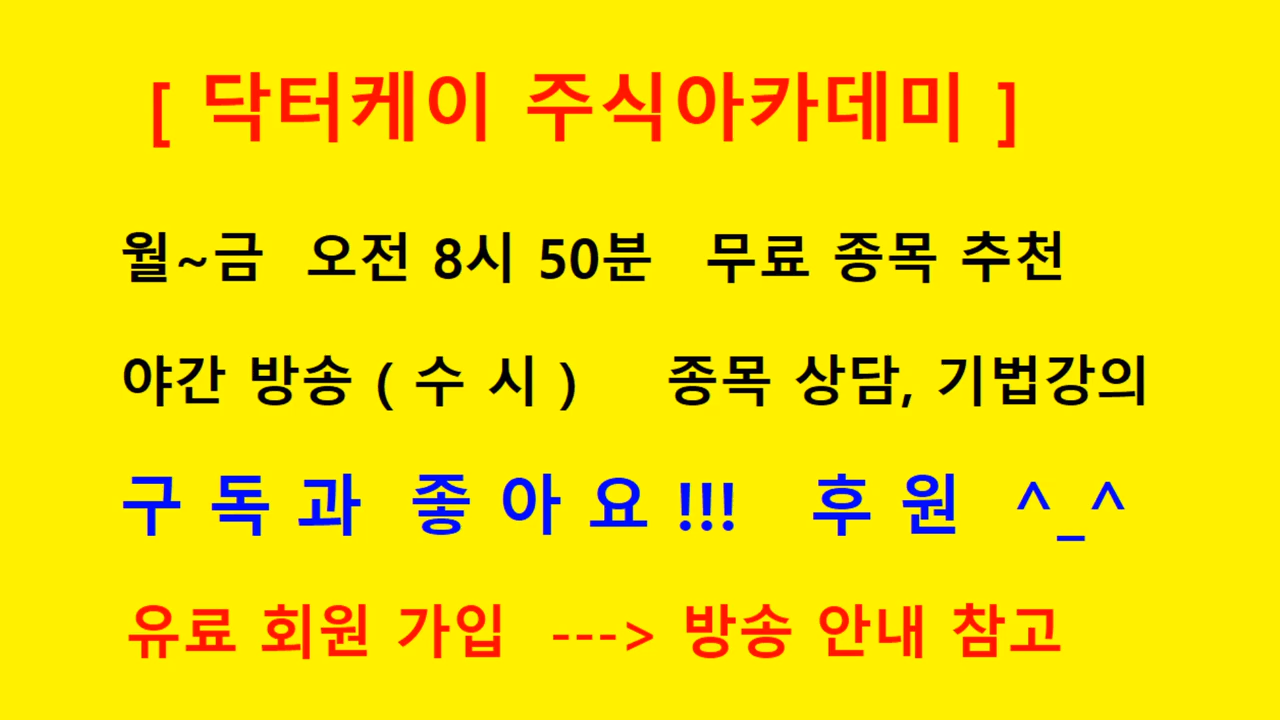 [ 닥터케이 주식아카데미 ]
월~금 오전 8시 50분 무료 종목 추천
야간 방송 ( 수 시 ) 종목 상담, 기법강의
구 독 과 좋 아 요 !!! 후 원 ^_^
유료 회원 가입 ---> 방송 안내 참고